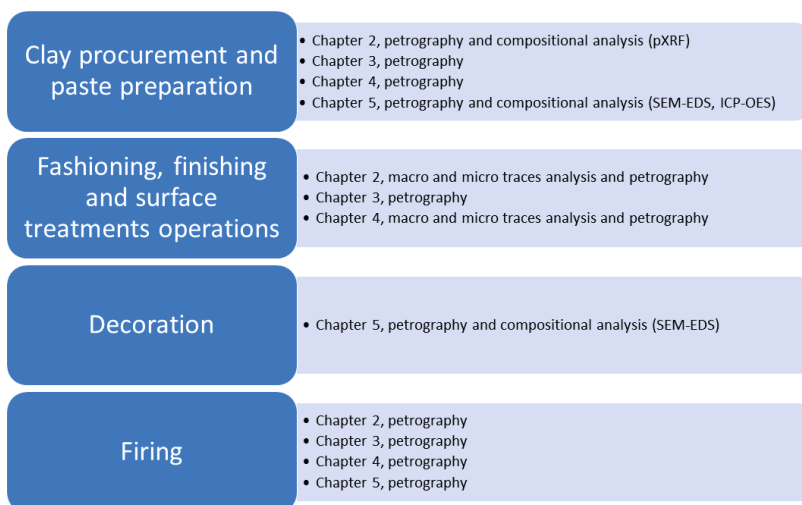 Clay procurement and
paste preparation
• Chapter 2, petrography and compositional analysis (pXRF)
• Chapter 3, petrography
• Chapter 4, petrography
• Chapter 5, petrography and compositional analysis (SEM-EDS, ICP-OES)
Fashioning, finishing
and surface
treatments operations
• Chapter 2, macro and micro traces analysis and petrography
• Chapter 3, petrography
• Chapter 4, macro and micro traces analysis and petrography
Decoration
• Chapter 5, petrography and compositional analysis (SEM-EDS)
Firing
• Chapter 2, petrography
• Chapter 3, petrography
• Chapter 4, petrography
• Chapter 5, petrography